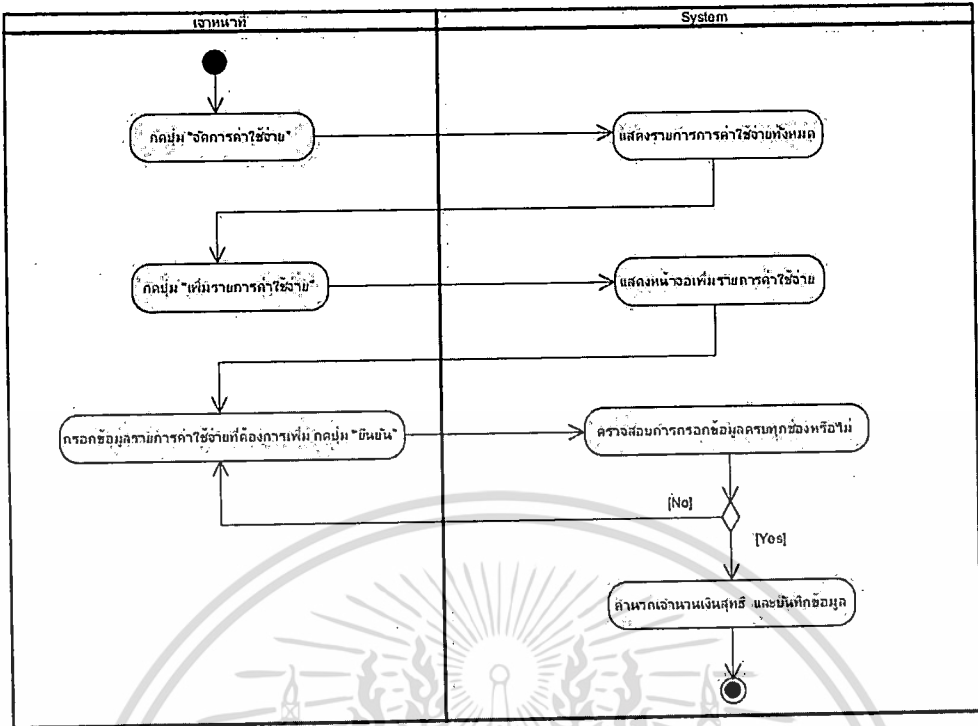 เจ้าหน้าที่
System
กดปุ่ม "จัดการค่าใช้จ่าย"
แสดงรายการการค่าใช้จ่ายทั้งหมด
กดปุ่ม "เพิ่มรายการค่าใช้จ่าย"
แสดงหน้าจอเพิ่มรายการค่าใช้จ่าย
กรอกข้อมูลรายการค่าใช้จ่ายที่ต้องการเพิ่ม กดปุ่ม "ยืนยัน"
ตรวจสอบการกรอกข้อมูลครบทุกช่องหรือไม่
[No]
[Yes]
คำนวณจำนวนเงินสุทธิ และบันทึกข้อมูล